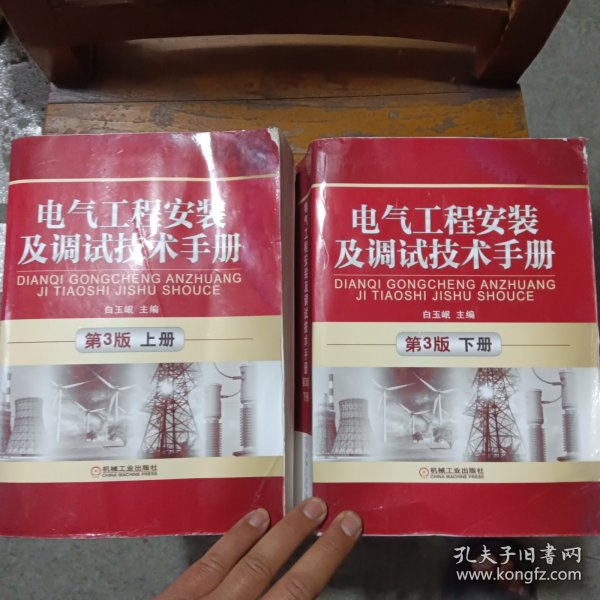 电气工程安装
及调试技术手册
DIANQI GONGCHENG ANZHUANG
JI TIAOSHI JISHU SHOUCE
白玉岷 主编
第3版 上册
机械工业出版社
CHINA MACHINE PRESS
电气工程安装
及调试技术手册
DIANQI GONGCHENG ANZHUANG
JI TIAOSHI JISHU SHOUCE
白玉岷 主编
第3版 下册
机械工业出版社
CHINA MACHINE PRESS
孔夫子旧书网
www.kongfz.com